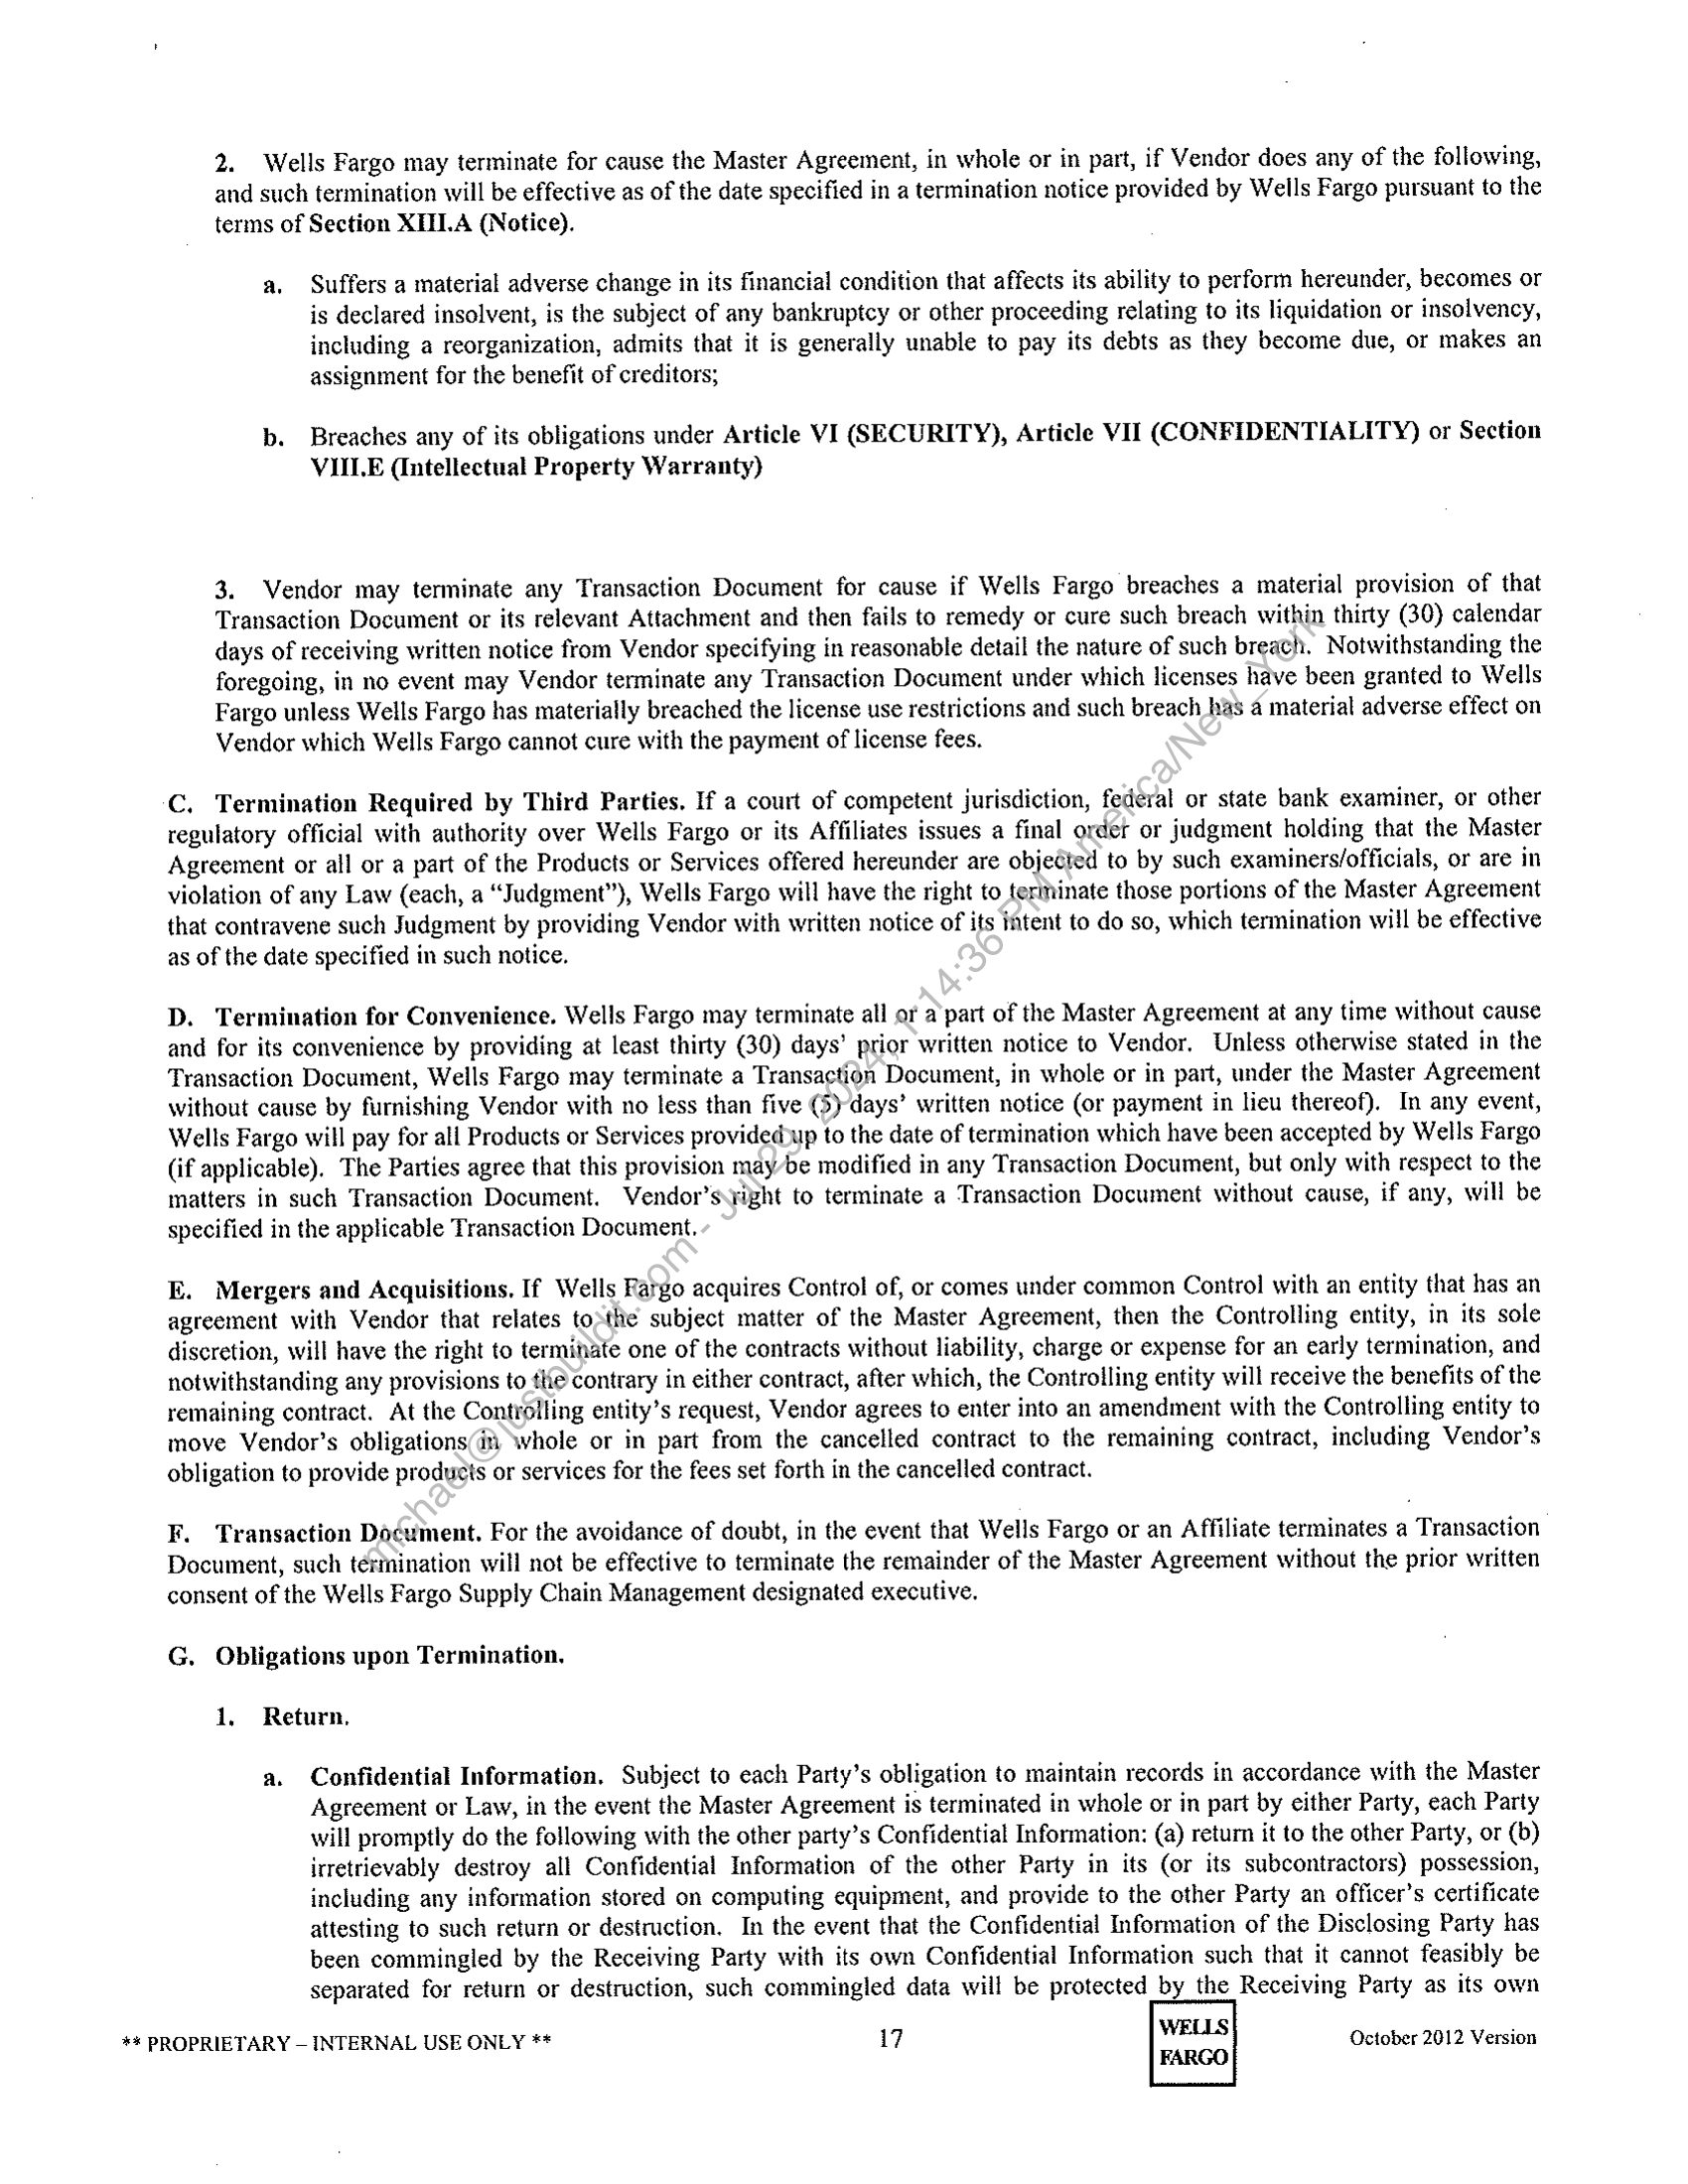 2. Wells Fargo may terminate for cause the Master Agreement, in whole or in part, if Vendor does any of the following,
and such termination will be effective as of the date specified in a termination notice provided by Wells Fargo pursuant to the
terms of Section XIII.A (Notice).
a. Suffers a material adverse change in its financial condition that affects its ability to perform hereunder, becomes or
is declared insolvent, is the subject of any bankruptcy or other proceeding relating to its liquidation or insolvency,
including a reorganization, admits that it is generally unable to pay its debts as they become due, or makes an
assignment for the benefit of creditors;
b. Breaches any of its obligations under Article VI (SECURITY), Article VII (CONFIDENTIALITY) or Section
VIII.E (Intellectual Property Warranty)
3. Vendor may terminate any Transaction Document for cause if Wells Fargo breaches a material provision of that
Transaction Document or its relevant Attachment and then fails to remedy or cure such breach within thirty (30) calendar
days of receiving written notice from Vendor specifying in reasonable detail the nature of such breach. Notwithstanding the
foregoing, in no event may Vendor terminate any Transaction Document under which licenses have been granted to Wells
Fargo unless Wells Fargo has materially breached the license use restrictions and such breach has a material adverse effect on
Vendor which Wells Fargo cannot cure with the payment of license fees.
C. Termination Required by Third Parties. If a court of competent jurisdiction, federal or state bank examiner, or other
regulatory official with authority over Wells Fargo or its Affiliates issues a final order or judgment holding that the Master
Agreement or all or a part of the Products or Services offered hereunder are objected to by such examiners/officials, or are in
violation of any Law (each, a “Judgment”), Wells Fargo will have the right to terminate those portions of the Master Agreement
that contravene such Judgment by providing Vendor with written notice of its intent to do so, which termination will be effective
as of the date specified in such notice.
D. Termination for Convenience. Wells Fargo may terminate all or a part of the Master Agreement at any time without cause
and for its convenience by providing at least thirty (30) days’ prior written notice to Vendor. Unless otherwise stated in the
Transaction Document, Wells Fargo may terminate a Transaction Document, in whole or in part, under the Master Agreement
without cause by furnishing Vendor with no less than five (5) days’ written notice (or payment in lieu thereof). In any event,
Wells Fargo will pay for all Products or Services provided up to the date of termination which have been accepted by Wells Fargo
(if applicable). The Parties agree that this provision may be modified in any Transaction Document, but only with respect to the
matters in such Transaction Document. Vendor’s right to terminate a Transaction Document without cause, if any, will be
specified in the applicable Transaction Document.
E. Mergers and Acquisitions. If Wells Fargo acquires Control of, or comes under common Control with an entity that has an
agreement with Vendor that relates to the subject matter of the Master Agreement, then the Controlling entity, in its sole
discretion, will have the right to terminate one of the contracts without liability, charge or expense for an early termination, and
notwithstanding any provisions to the contrary in either contract, after which, the Controlling entity will receive the benefits of the
remaining contract. At the Controlling entity’s request, Vendor agrees to enter into an amendment with the Controlling entity to
move Vendor’s obligations in whole or in part from the cancelled contract to the remaining contract, including Vendor’s
obligation to provide products or services for the fees set forth in the cancelled contract.
F. Transaction Document. For the avoidance of doubt, in the event that Wells Fargo or an Affiliate terminates a Transaction
Document, such termination will not be effective to terminate the remainder of the Master Agreement without the prior written
consent of the Wells Fargo Supply Chain Management designated executive.
G. Obligations upon Termination.
1. Return.
a. Confidential Information. Subject to each Party’s obligation to maintain records in accordance with the Master
Agreement or Law, in the event the Master Agreement is terminated in whole or in part by either Party, each Party
will promptly do the following with the other party’s Confidential Information: (a) return it to the other Party, or (b)
irretrievably destroy all Confidential Information of the other Party in its (or its subcontractors) possession,
including any information stored on computing equipment, and provide to the other Party an officer’s certificate
attesting to such return or destruction. In the event that the Confidential Information of the Disclosing Party has
been commingled by the Receiving Party with its own Confidential Information such that it cannot feasibly be
separated for return or destruction, such commingled data will be protected by the Receiving Party as its own
** PROPRIETARY – INTERNAL USE ONLY **
17
WELLS
FARGO
October 2012 Version
michael@justbuildit.com - Jul 29, 2024, 1:14:36 PM America/New_York